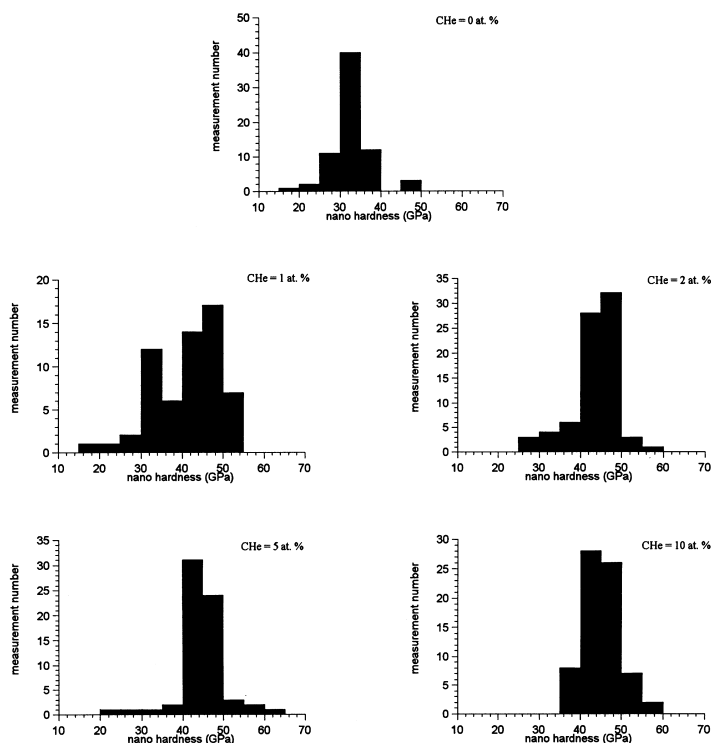 CHe = 0 at. %
measurement number
50
40
30
20
10
0
10 20 30 40 50 60 70
nano hardness (GPa)
CHe = 1 at. %
measurement number
20
15
10
5
0
10 20 30 40 50 60 70
nano hardness (GPa)
CHe = 2 at. %
measurement number
35
30
25
20
15
10
5
0
10 20 30 40 50 60 70
nano hardness (GPa)
CHe = 5 at. %
measurement number
35
30
25
20
15
10
5
0
10 20 30 40 50 60 70
nano hardness (GPa)
CHe = 10 at. %
measurement number
30
25
20
15
10
5
0
10 20 30 40 50 60 70
nano hardness (GPa)